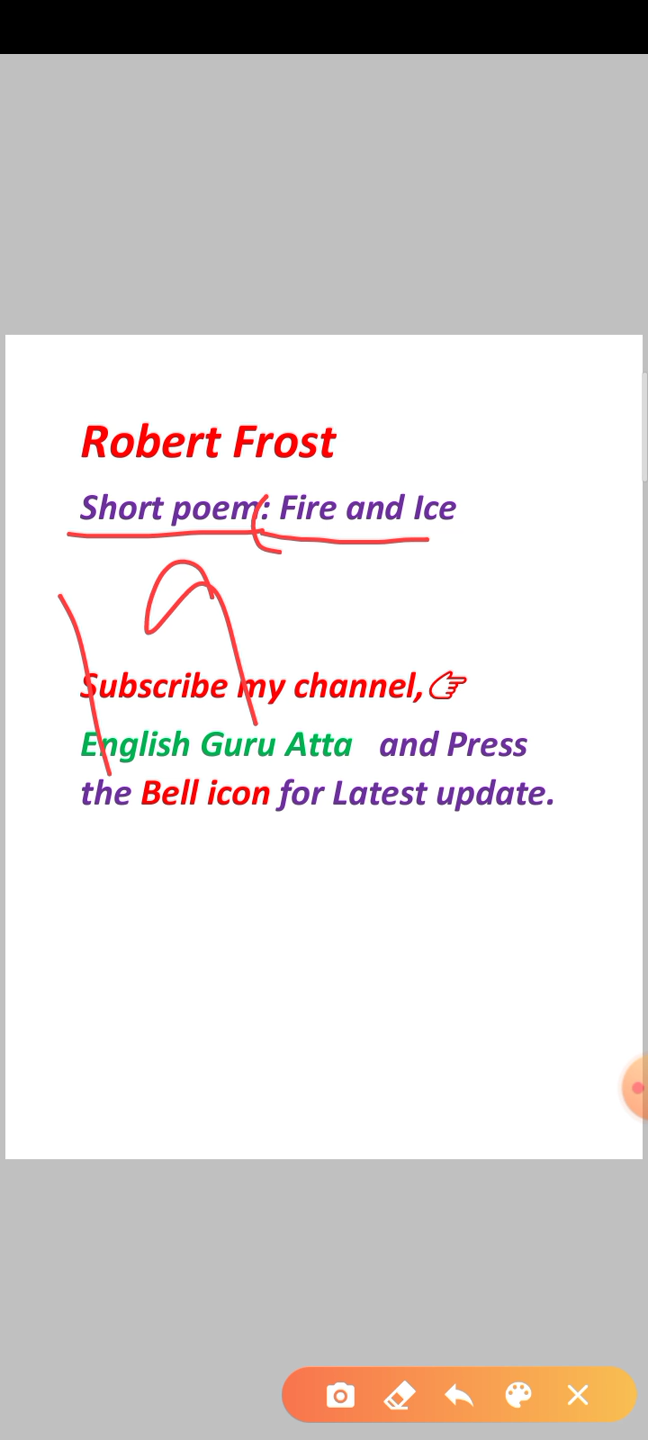 Robert Frost
Short poem: Fire and Ice
Subscribe my channel,👉
English Guru Atta and Press
the Bell icon for Latest update.